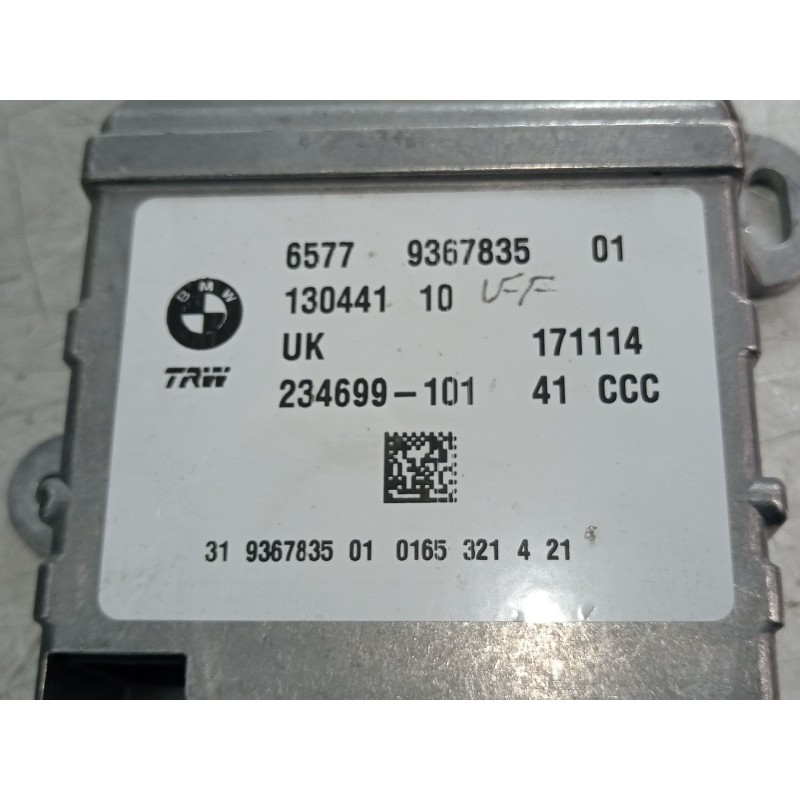 6577 9367835 01
130441 10
BMW
UK 171114
TRW
234699-101 41 CCC
31 9367835 01 0165 321 4 21